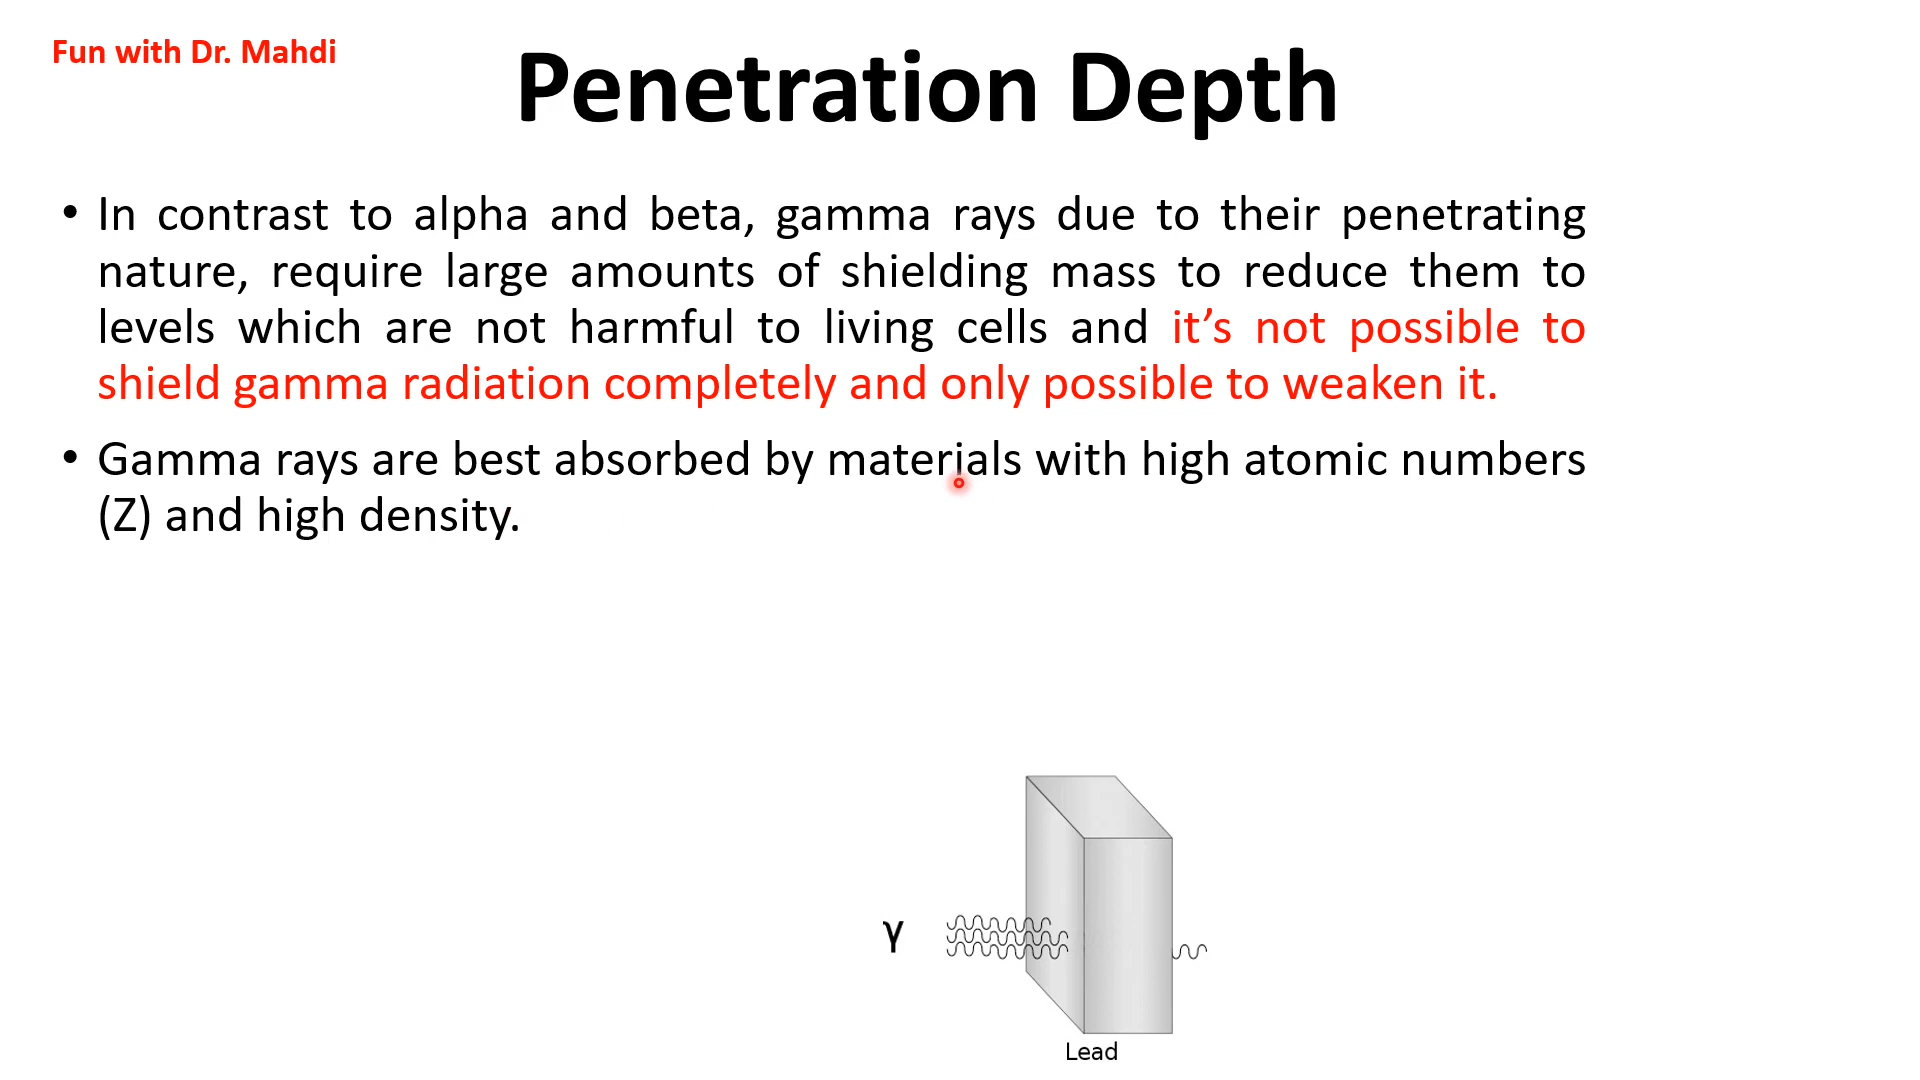 Fun with Dr. Mahdi
Penetration Depth
• In contrast to alpha and beta, gamma rays due to their penetrating
nature, require large amounts of shielding mass to reduce them to
levels which are not harmful to living cells and it’s not possible to
shield gamma radiation completely and only possible to weaken it.
• Gamma rays are best absorbed by materials with high atomic numbers
(Z) and high density.
γ
Lead